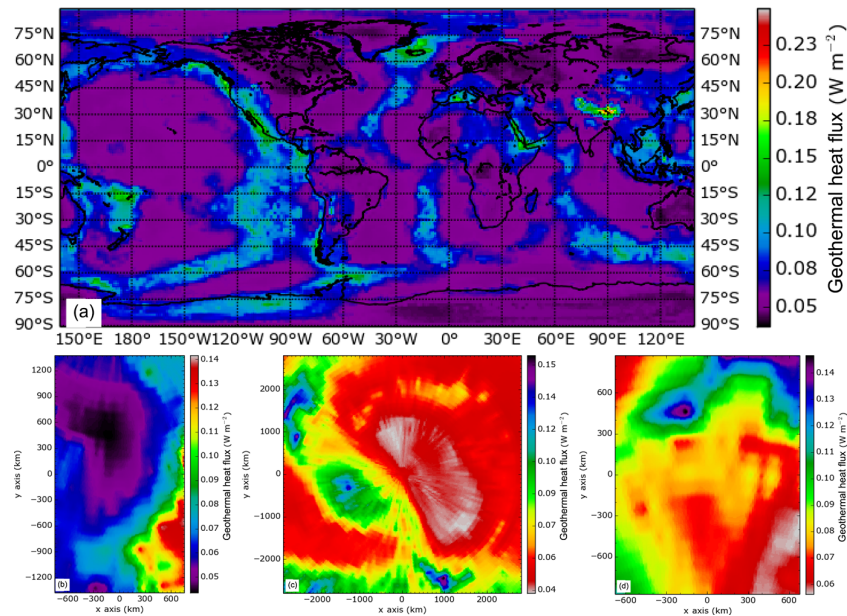 75°N
60°N
45°N
30°N
15°N
0°
15°S
30°S
45°S
60°S
75°S
90°S
(a)
150°E 180° 150°W 120°W 90°W 60°W 30°W 0° 30°E 60°E 90°E 120°E
75°N
60°N
45°N
30°N
15°N
0°
15°S
30°S
45°S
60°S
75°S
90°S
0.23
0.20
0.17
0.14
0.12
0.10
0.08
0.05
Geothermal heat flux (W m⁻²)
1200
900
600
300
0
−300
−600
−900
−1200
y axis (km)
(b)
−600 −300 0 300 600
x axis (km)
0.14
0.13
0.12
0.11
0.10
0.09
0.08
0.07
0.06
0.05
Geothermal heat flux (W m⁻²)
2000
1000
0
−1000
−2000
y axis (km)
(c)
−2000 −1000 0 1000 2000
x axis (km)
0.15
0.14
0.13
0.11
0.10
0.09
0.07
0.06
0.05
0.04
Geothermal heat flux (W m⁻²)
600
300
0
−300
−600
y axis (km)
(d)
−600 −300 0 300 600
x axis (km)
0.14
0.13
0.12
0.11
0.10
0.09
0.08
0.07
0.06
Geothermal heat flux (W m⁻²)